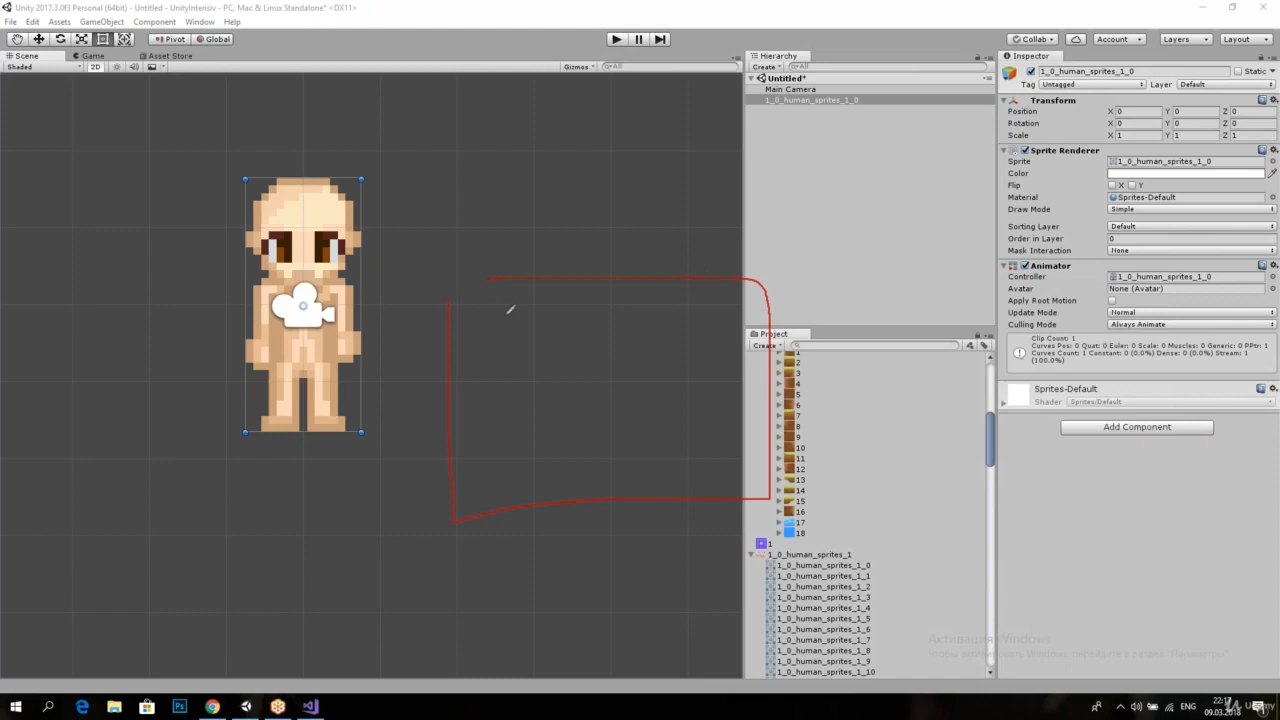 Unity 2017.3.0f3 Personal (64bit) - Untitled - UnityIntensiv - PC, Mac & Linux Standalone* <DX11>
File Edit Assets GameObject Component Window Help
Pivot Global Collab Account Layers Layout
Scene Game Asset Store
Shaded 2D Gizmos All
Hierarchy
Create All
Untitled*
Main Camera
1_0_human_sprites_1_0
Project
Create
1
2
3
4
5
6
7
8
9
10
11
12
13
14
15
16
17
18
1
1_0_human_sprites_1
1_0_human_sprites_1_0
1_0_human_sprites_1_1
1_0_human_sprites_1_2
1_0_human_sprites_1_3
1_0_human_sprites_1_4
1_0_human_sprites_1_5
1_0_human_sprites_1_6
1_0_human_sprites_1_7
1_0_human_sprites_1_8
1_0_human_sprites_1_9
1_0_human_sprites_1_10
Inspector
1_0_human_sprites_1_0 Static
Tag Untagged Layer Default
Transform
Position X 0 Y 0 Z 0
Rotation X 0 Y 0 Z 0
Scale X 1 Y 1 Z 1
Sprite Renderer
Sprite 1_0_human_sprites_1_0
Color
Flip X Y
Material Sprites-Default
Draw Mode Simple
Sorting Layer Default
Order in Layer 0
Mask Interaction None
Animator
Controller 1_0_human_sprites_1_0
Avatar None (Avatar)
Apply Root Motion
Update Mode Normal
Culling Mode Always Animate
Clip Count: 1
Curves Pos: 0 Quat: 0 Euler: 0 Scale: 0 Muscles: 0 Generic: 0 PPtr: 1
Curves Count: 1 Constant: 0 (0.0%) Dense: 0 (0.0%) Stream: 1
(100.0%)
Sprites-Default
Shader Sprites/Default
Add Component
Активация Windows
Чтобы активировать Windows, перейдите в раздел "Параметры".
Ps ENG 22:17
09.03.2018